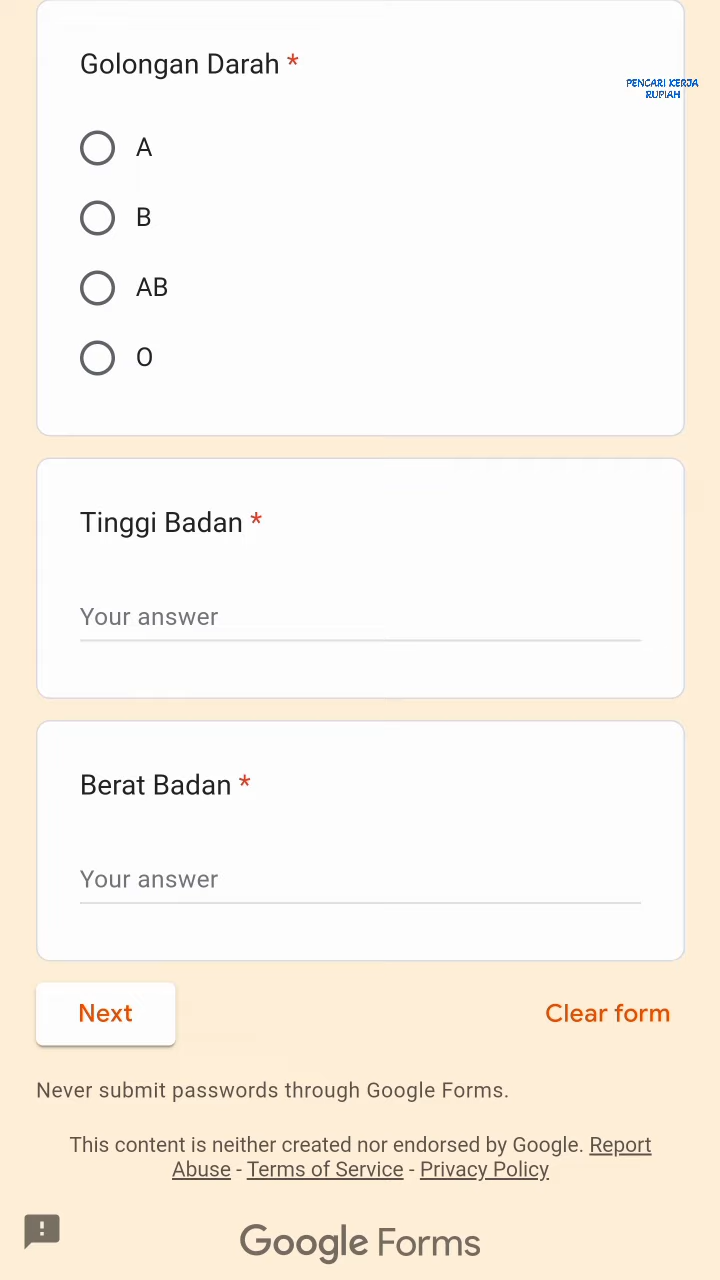 Golongan Darah *
PENCARI KERJA
RUPIAH
A
B
AB
O
Tinggi Badan *
Your answer
Berat Badan *
Your answer
Next
Clear form
Never submit passwords through Google Forms.
This content is neither created nor endorsed by Google. Report
Abuse - Terms of Service - Privacy Policy
Google Forms